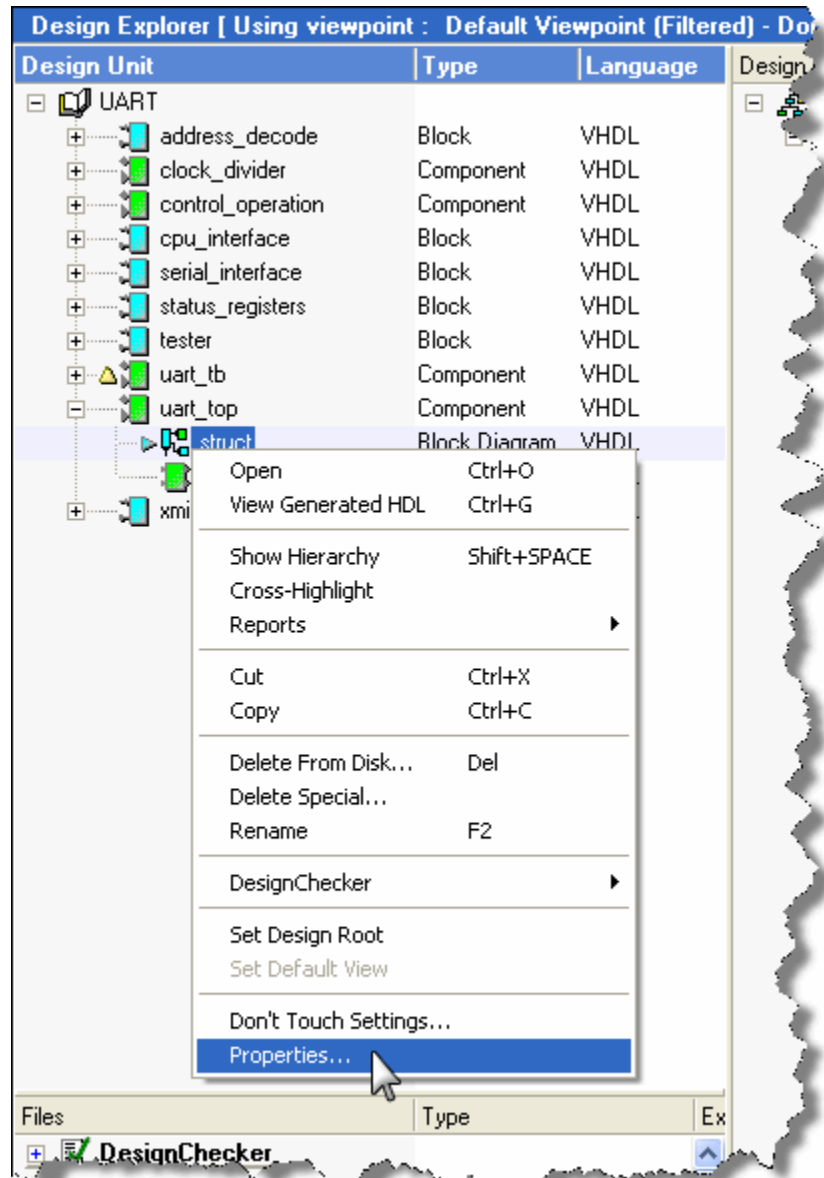 Design Explorer [ Using viewpoint : Default Viewpoint (Filtered) -
Design Unit Type Language Design
UART
address_decode Block VHDL
clock_divider Component VHDL
control_operation Component VHDL
cpu_interface Block VHDL
serial_interface Block VHDL
status_registers Block VHDL
tester Block VHDL
uart_tb Component VHDL
uart_top Component VHDL
struct Block Diagram VHDL
Open Ctrl+O
xmi View Generated HDL Ctrl+G
Show Hierarchy Shift+SPACE
Cross-Highlight
Reports
Cut Ctrl+X
Copy Ctrl+C
Delete From Disk... Del
Delete Special...
Rename F2
DesignChecker
Set Design Root
Set Default View
Don't Touch Settings...
Properties...
Files Type Ex
DesignChecker